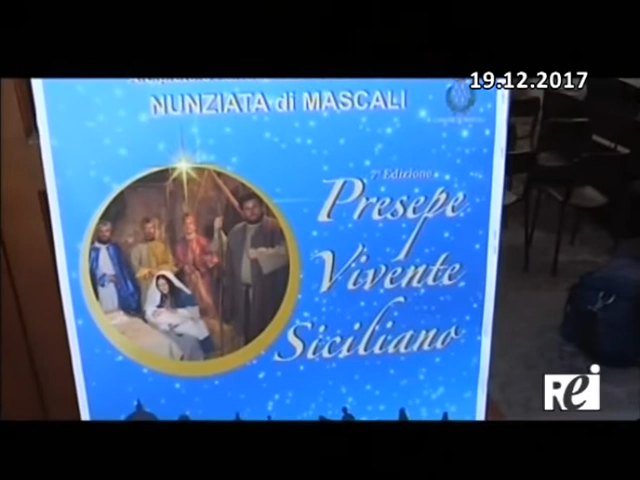 19.12.2017
NUNZIATA di MASCALI
7ª Edizione
Presepe
Vivente
Siciliano
REi